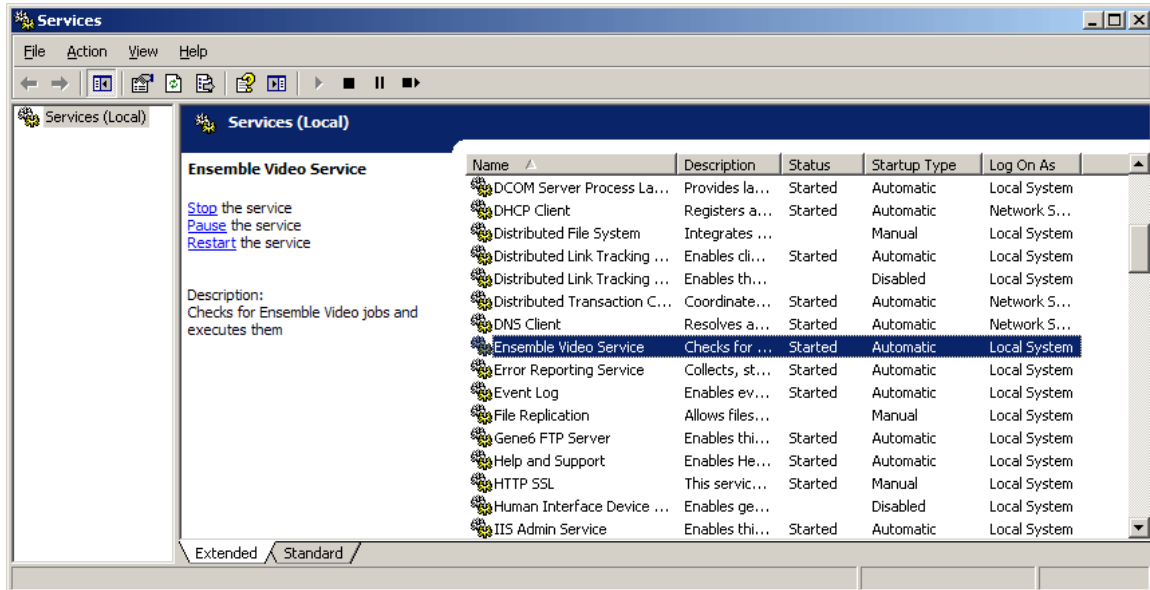 Services
File Action View Help
Services (Local)
Services (Local)
Ensemble Video Service
Stop the service
Pause the service
Restart the service
Description:
Checks for Ensemble Video jobs and
executes them
Name Description Status Startup Type Log On As
DCOM Server Process La... Provides la... Started Automatic Local System
DHCP Client Registers a... Started Automatic Network S...
Distributed File System Integrates ... Manual Local System
Distributed Link Tracking ... Enables cli... Started Automatic Local System
Distributed Link Tracking ... Enables th... Disabled Local System
Distributed Transaction C... Coordinate... Started Automatic Network S...
DNS Client Resolves a... Started Automatic Network S...
Ensemble Video Service Checks for ... Started Automatic Local System
Error Reporting Service Collects, st... Started Automatic Local System
Event Log Enables ev... Started Automatic Local System
File Replication Allows files... Manual Local System
Gene6 FTP Server Enables thi... Started Automatic Local System
Help and Support Enables He... Started Automatic Local System
HTTP SSL This servic... Started Manual Local System
Human Interface Device ... Enables ge... Disabled Local System
IIS Admin Service Enables thi... Started Automatic Local System
Extended Standard